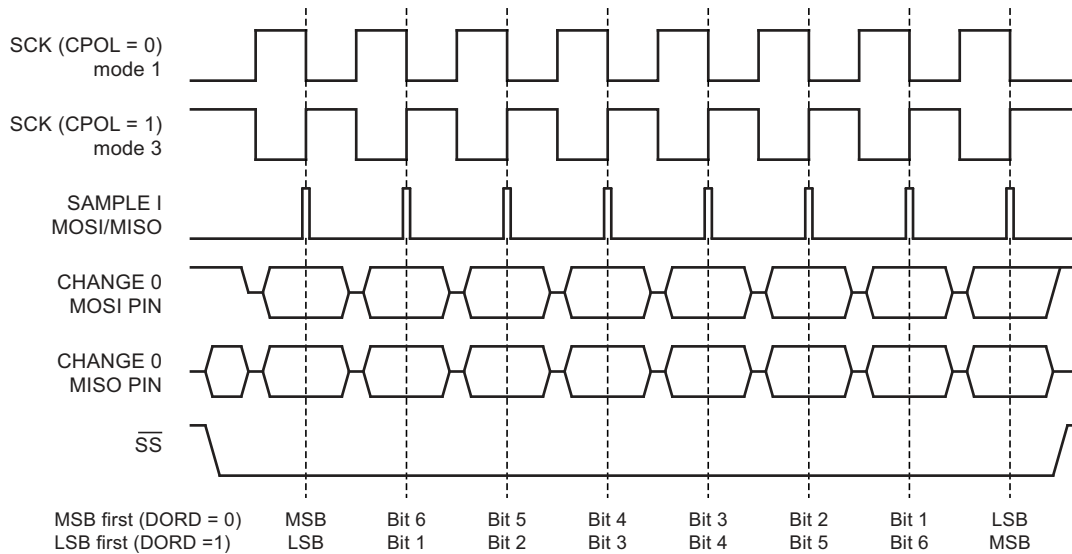 SCK (CPOL = 0)
mode 1
SCK (CPOL = 1)
mode 3
SAMPLE I
MOSI/MISO
CHANGE 0
MOSI PIN
CHANGE 0
MISO PIN
SS
MSB first (DORD = 0) MSB Bit 6 Bit 5 Bit 4 Bit 3 Bit 2 Bit 1 LSB
LSB first (DORD =1) LSB Bit 1 Bit 2 Bit 3 Bit 4 Bit 5 Bit 6 MSB